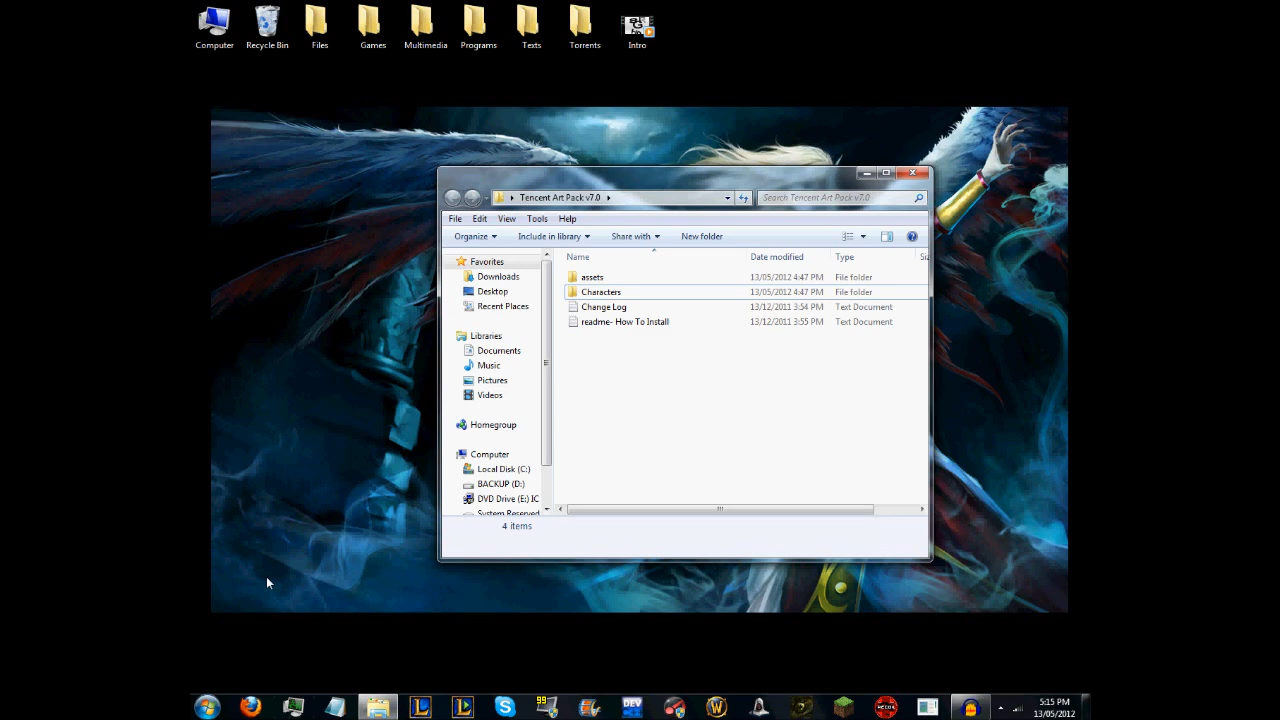 Computer
Recycle Bin
Files
Games
Multimedia
Programs
Texts
Torrents
Intro
Tencent Art Pack v7.0
Search Tencent Art Pack v7.0
File Edit View Tools Help
Organize Include in library Share with New folder
Name Date modified Type
Favorites
Downloads
Desktop
Recent Places
Libraries
Documents
Music
Pictures
Videos
Homegroup
Computer
Local Disk (C:)
BACKUP (D:)
DVD Drive (E:) IC
System Reserved
assets 13/05/2012 4:47 PM File folder
Characters 13/05/2012 4:47 PM File folder
Change Log 13/12/2011 3:54 PM Text Document
readme- How To Install 13/12/2011 3:55 PM Text Document
4 items
99
DEV
5:15 PM
13/05/2012